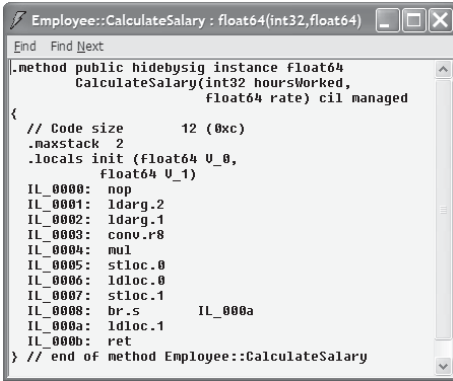 Employee::CalculateSalary : float64(int32,float64)
Find Find Next
.method public hidebysig instance float64
CalculateSalary(int32 hoursWorked,
float64 rate) cil managed
{
// Code size 12 (0xc)
.maxstack 2
.locals init (float64 V_0,
float64 V_1)
IL_0000: nop
IL_0001: ldarg.2
IL_0002: ldarg.1
IL_0003: conv.r8
IL_0004: mul
IL_0005: stloc.0
IL_0006: ldloc.0
IL_0007: stloc.1
IL_0008: br.s IL_000a
IL_000a: ldloc.1
IL_000b: ret
} // end of method Employee::CalculateSalary